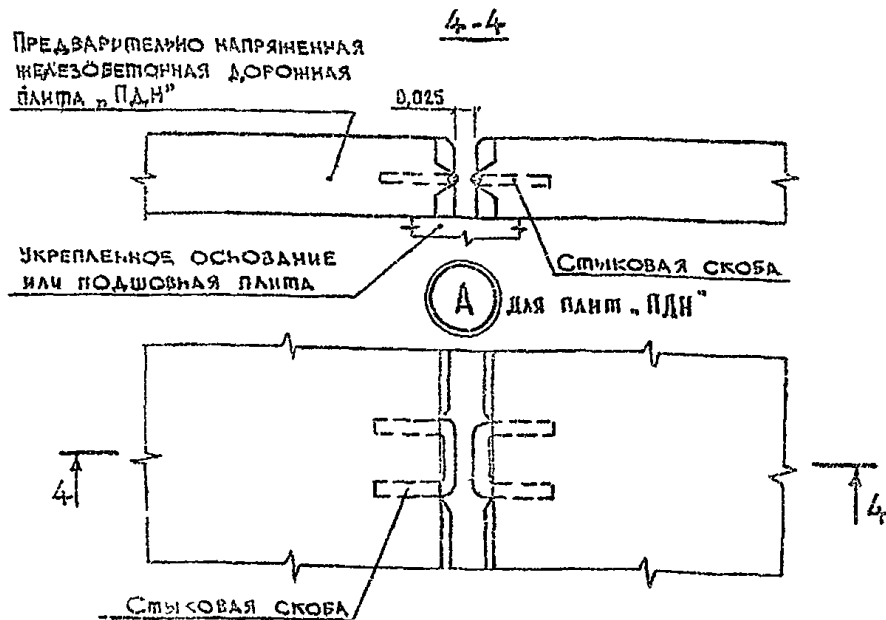 4-4
ПРЕДВАРИТЕЛЬНО НАПРЯЖЕННАЯ
ЖЕЛЕЗОБЕТОННАЯ ДОРОЖНАЯ
ПЛИТА „ПДН"
0,025
УКРЕПЛЕННОЕ ОСНОВАНИЕ
ИЛИ ПОДШОВНАЯ ПЛИТА
СТЫКОВАЯ СКОБА
А ДЛЯ ПЛИТ „ПДН"
4
4
СТЫКОВАЯ СКОБА